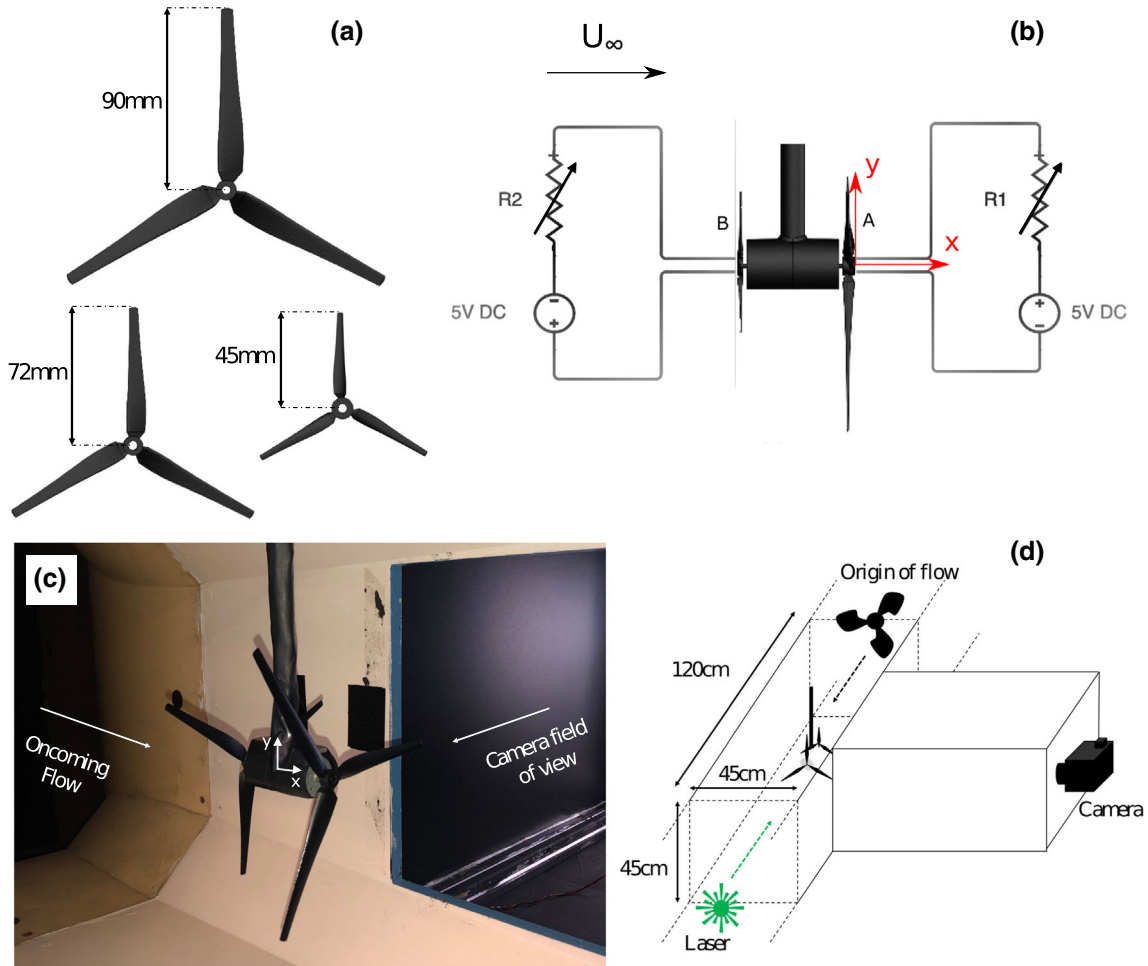 (a)
90mm
72mm
45mm
(b)
U∞
R2
5V DC
B
A
y
x
R1
5V DC
(c)
Oncoming
Flow
y
x
Camera field
of view
(d)
Origin of flow
120cm
45cm
45cm
Camera
Laser